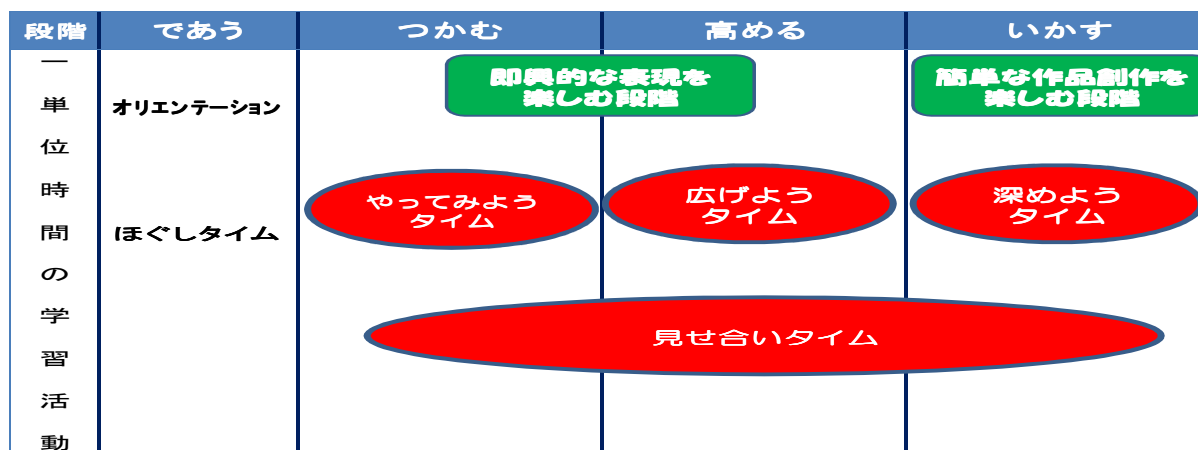 段階 であう つかむ 高める いかす
一単位時間の学習活動
オリエンテーション
即興的な表現を
楽しむ段階
簡単な作品創作を
楽しむ段階
ほぐしタイム
やってみよう
タイム
広げよう
タイム
深めよう
タイム
見せ合いタイム